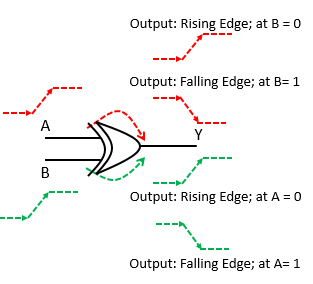 Output: Rising Edge; at B = 0
Output: Falling Edge; at B= 1
A
Y
B
Output: Rising Edge; at A = 0
Output: Falling Edge; at A= 1